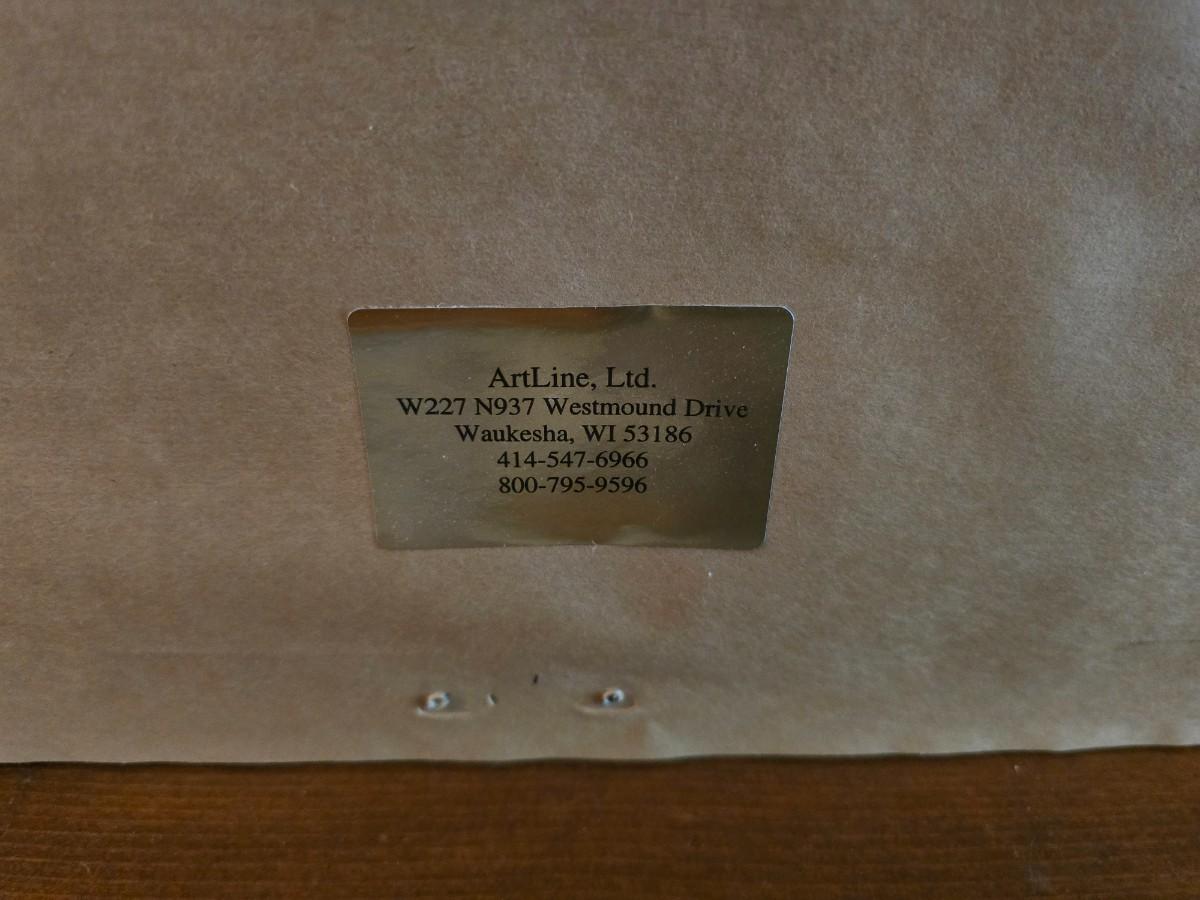 ArtLine, Ltd.
W227 N937 Westmound Drive
Waukesha, WI 53186
414-547-6966
800-795-9596